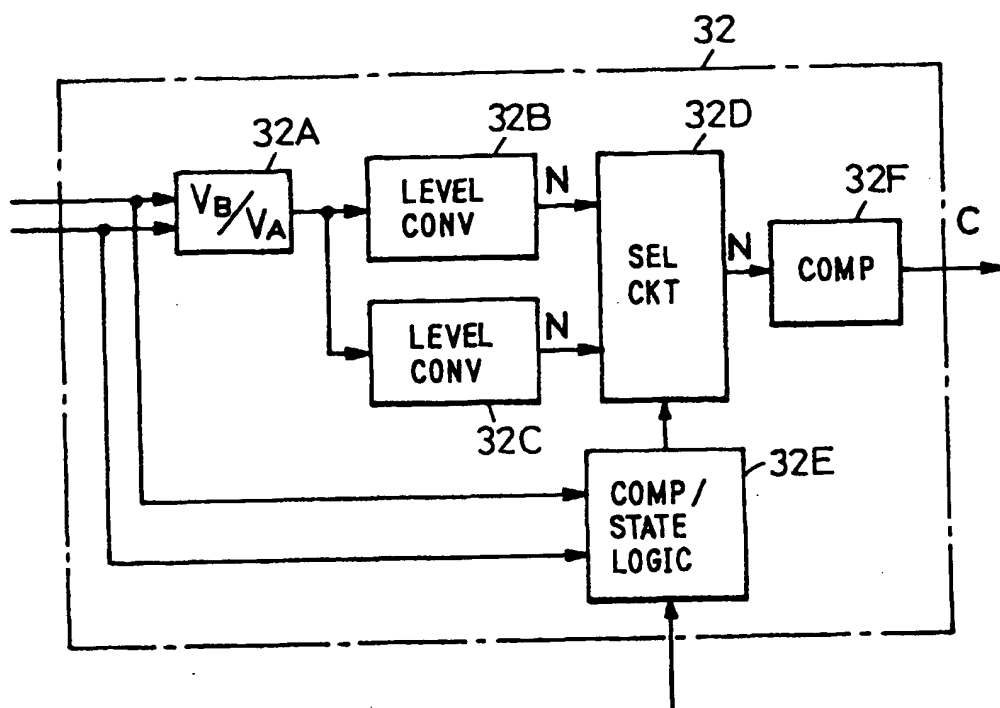 32
32A
32B
32D
VB/VA
LEVEL
CONV
N
SEL
CKT
32F
N
COMP
C
LEVEL
CONV
N
32C
32E
COMP/
STATE
LOGIC